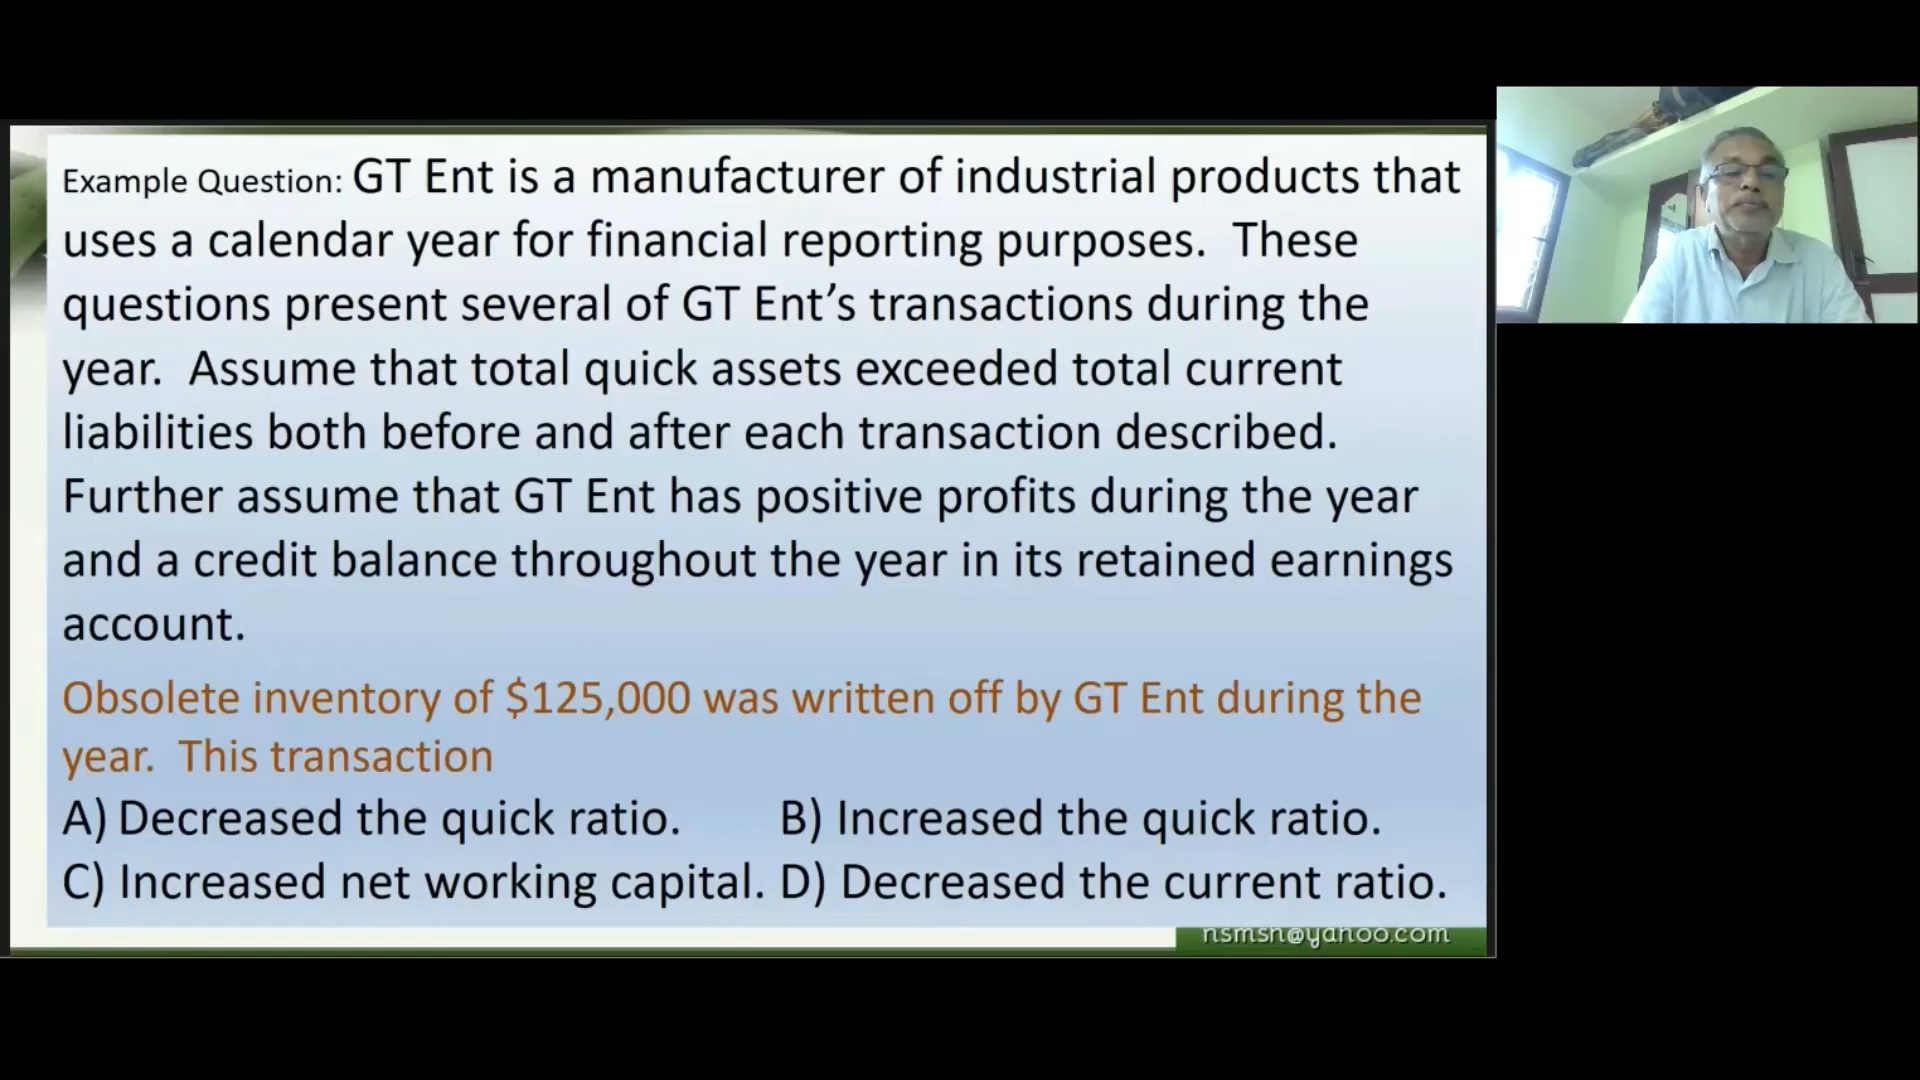 Example Question: GT Ent is a manufacturer of industrial products that
uses a calendar year for financial reporting purposes.  These
questions present several of GT Ent’s transactions during the
year.  Assume that total quick assets exceeded total current
liabilities both before and after each transaction described.
Further assume that GT Ent has positive profits during the year
and a credit balance throughout the year in its retained earnings
account.
Obsolete inventory of $125,000 was written off by GT Ent during the
year.  This transaction
A) Decreased the quick ratio.    B) Increased the quick ratio.
C) Increased net working capital. D) Decreased the current ratio.
nsmsh@yahoo.com